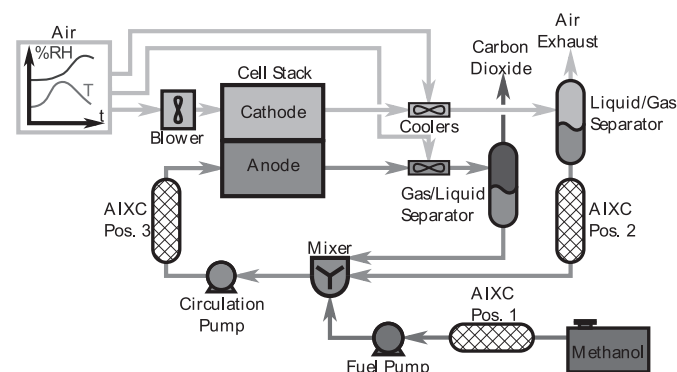 Air
%RH
T
t
Blower
Cell Stack
Cathode
Anode
Coolers
Carbon
Dioxide
Air
Exhaust
Liquid/Gas
Separator
Gas/Liquid
Separator
AIXC
Pos. 3
AIXC
Pos. 2
Mixer
Circulation
Pump
AIXC
Pos. 1
Fuel Pump
Methanol